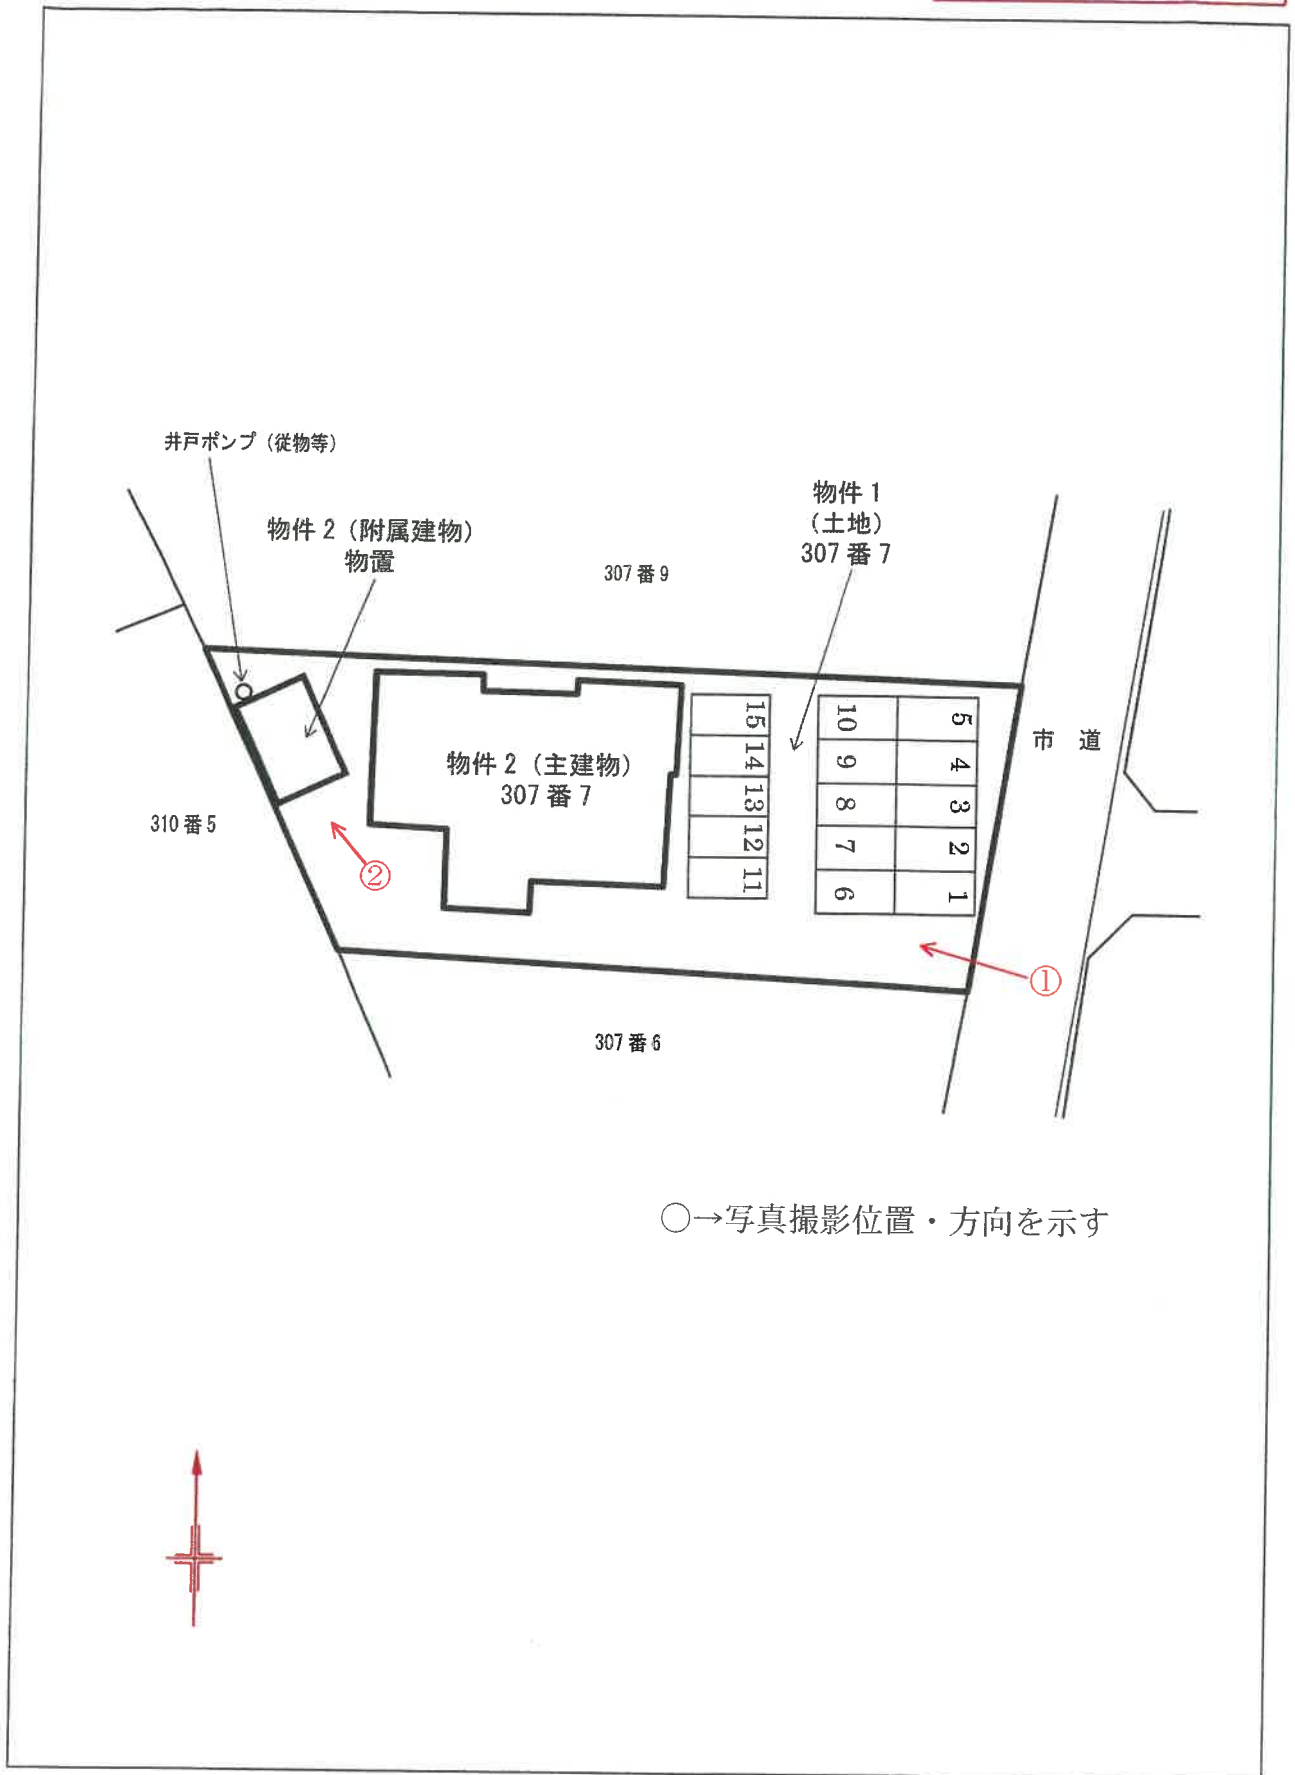 井戸ポンプ（従物等）
物件２（附属建物）
物置
物件１
（土地）
307番7
307番9
市 道
物件２（主建物）
307番7
15
14
13
12
11
10
9
8
7
6
5
4
3
2
1
310番5
②
①
307番6
○→写真撮影位置・方向を示す